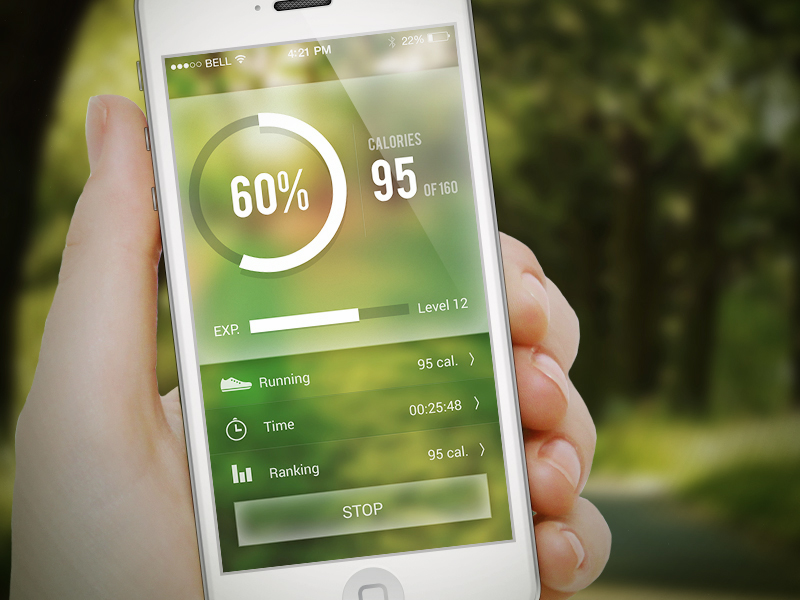 BELL 4:21 PM 22%
60%
CALORIES
95 OF 160
EXP. Level 12
Running 95 cal. 〉
Time 00:25:48 〉
Ranking 95 cal. 〉
STOP